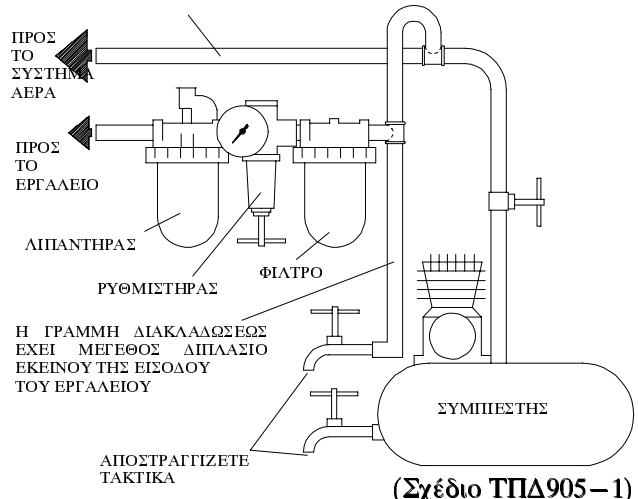 ΠΡΟΣ
ΤΟ
ΣΥΣΤΗΜΑ
ΑΕΡΑ
ΠΡΟΣ
ΤΟ
ΕΡΓΑΛΕΙΟ
ΛΙΠΑΝΤΗΡΑΣ
ΡΥΘΜΙΣΤΗΡΑΣ
ΦΙΛΤΡΟ
Η ΓΡΑΜΜΗ ΔΙΑΚΛΑΔΩΣΕΩΣ
ΕΧΕΙ ΜΕΓΕΘΟΣ ΔΙΠΛΑΣΙΟ
ΕΚΕΙΝΟΥ ΤΗΣ ΕΙΣΟΔΟΥ
ΤΟΥ ΕΡΓΑΛΕΙΟΥ
ΣΥΜΠΙΕΣΤΗΣ
ΑΠΟΣΤΡΑΓΓΙΖΕΤΕ
ΤΑΚΤΙΚΑ
(Σχέδιο ΤΠΔ905–1)